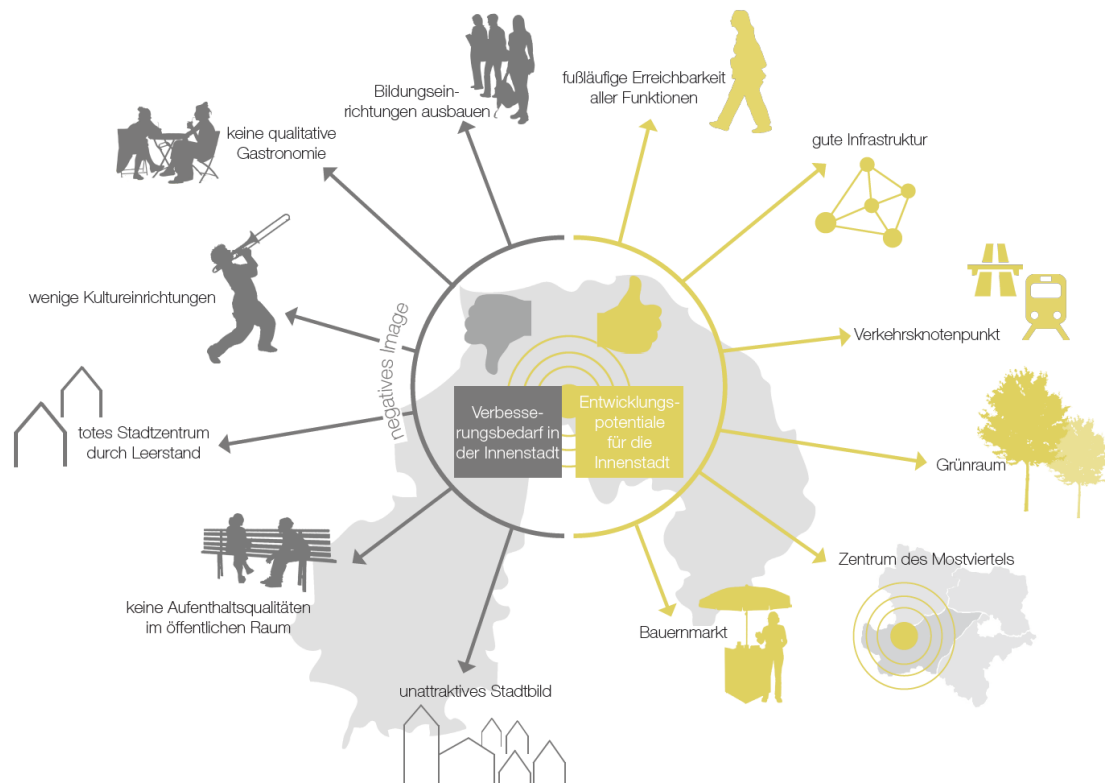 Bildungsein-
richtungen ausbauen
fußläufige Erreichbarkeit
aller Funktionen
keine qualitative
Gastronomie
gute Infrastruktur
wenige Kultureinrichtungen
negatives Image
Verkehrsknotenpunkt
Verbesse-
rungsbedarf in
der Innenstadt
Entwicklungs-
potentiale
für die
Innenstadt
totes Stadtzentrum
durch Leerstand
Grünraum
keine Aufenthaltsqualitäten
im öffentlichen Raum
Zentrum des Mostviertels
Bauernmarkt
unattraktives Stadtbild